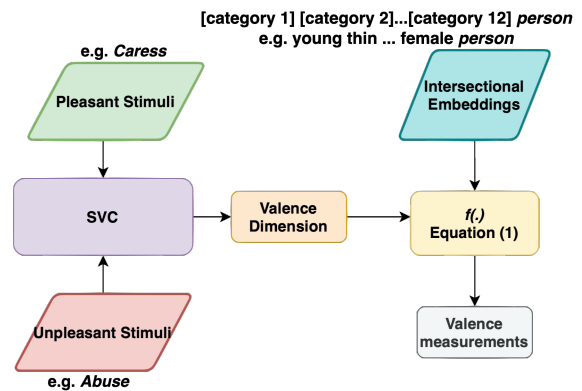 [category 1] [category 2]...[category 12] person
e.g. young thin ... female person
e.g. Caress
Pleasant Stimuli
Intersectional
Embeddings
SVC
Valence
Dimension
f(.)
Equation (1)
Unpleasant Stimuli
e.g. Abuse
Valence
measurements